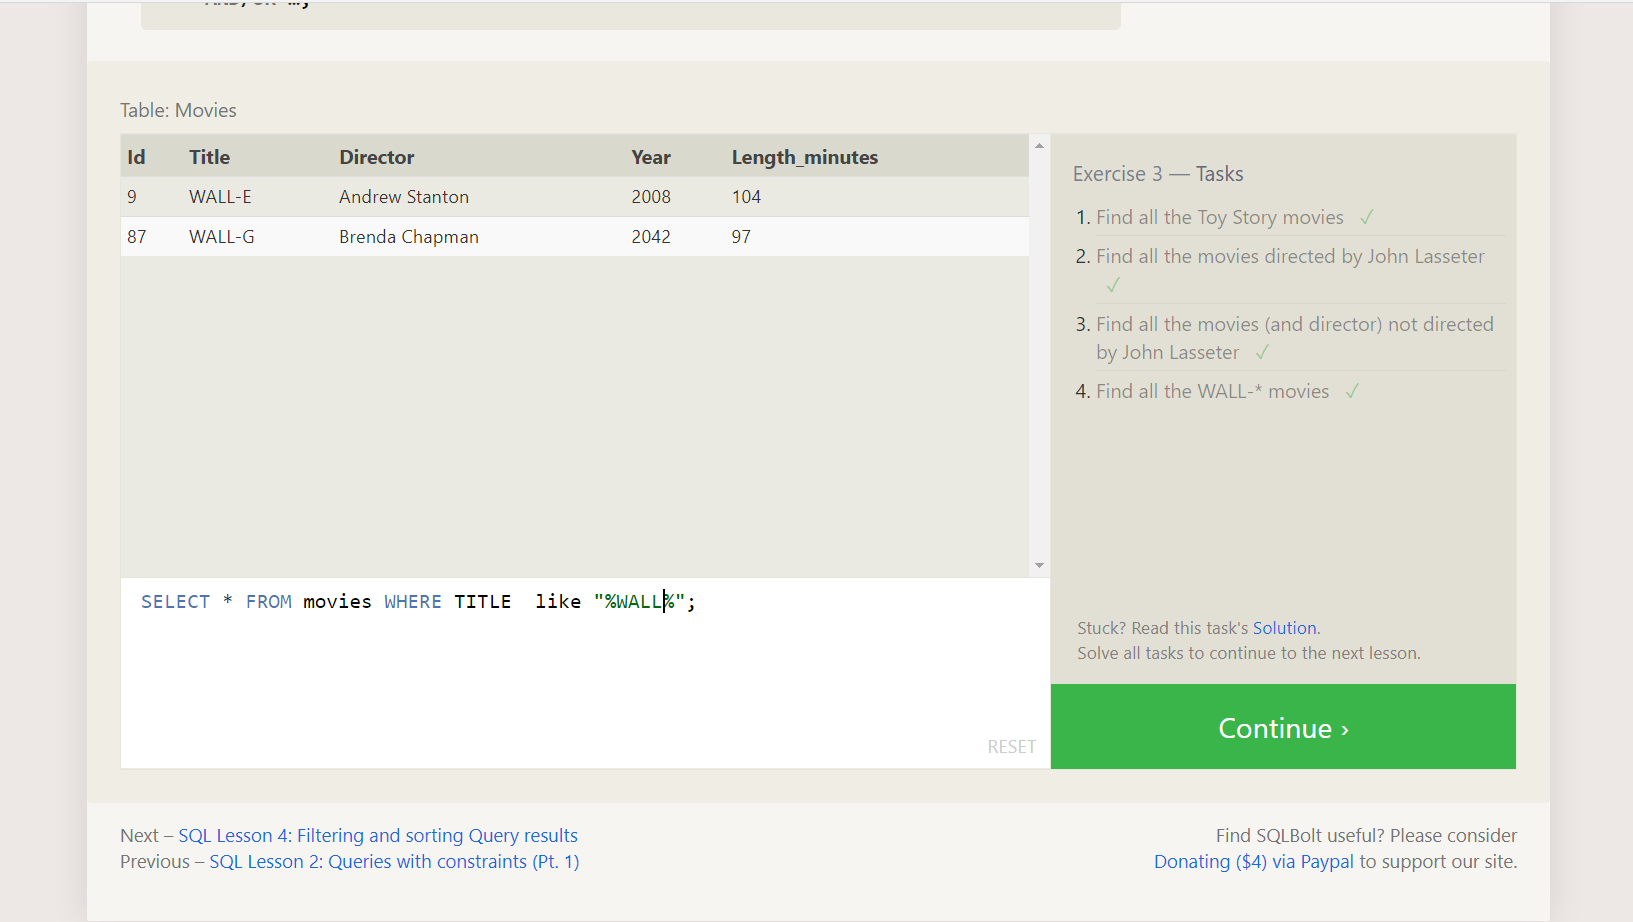 Table: Movies
Id Title Director Year Length_minutes
9 WALL-E Andrew Stanton 2008 104
87 WALL-G Brenda Chapman 2042 97
SELECT * FROM movies WHERE TITLE  like "%WALL%";
RESET
Exercise 3 — Tasks
1. Find all the Toy Story movies ✓
2. Find all the movies directed by John Lasseter
✓
3. Find all the movies (and director) not directed
by John Lasseter ✓
4. Find all the WALL-* movies ✓
Stuck? Read this task's Solution.
Solve all tasks to continue to the next lesson.
Continue ›
Next – SQL Lesson 4: Filtering and sorting Query results
Previous – SQL Lesson 2: Queries with constraints (Pt. 1)
Find SQLBolt useful? Please consider
Donating ($4) via Paypal to support our site.